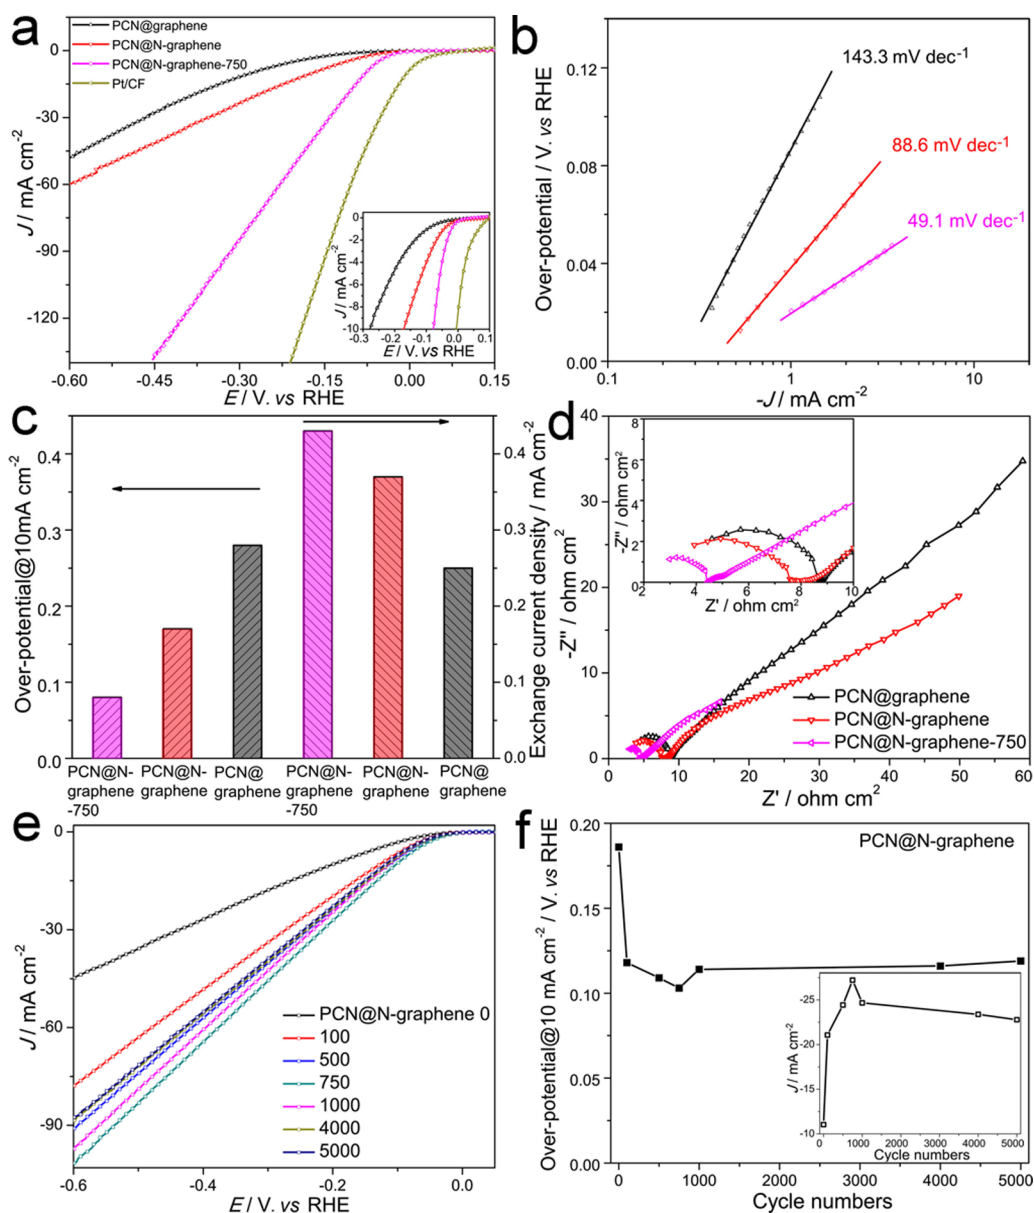 a
PCN@graphene
PCN@N-graphene
PCN@N-graphene-750
Pt/CF
0
-30
-60
-90
-120
J / mA cm-2
-0.60 -0.45 -0.30 -0.15 0.00 0.15
E / V. vs RHE
0
-2
-4
-6
-8
-10
J / mA cm-2
-0.3 -0.2 -0.1 0.0 0.1
E / V. vs RHE
b
143.3 mV dec-1
88.6 mV dec-1
49.1 mV dec-1
0.12
0.08
0.04
0.00
Over-potential / V. vs RHE
0.1 1 10
-J / mA cm-2
c
0.4
0.3
0.2
0.1
0.0
Over-potential@10mA cm-2
0.4
0.3
0.2
0.1
0.0
Exchange current density / mA cm-2
PCN@N- PCN@N- PCN@ PCN@N- PCN@N- PCN@
graphene graphene graphene graphene graphene graphene
-750 -750
d
40
30
20
10
0
-Z'' / ohm cm2
0 10 20 30 40 50 60
Z' / ohm cm2
8
6
4
2
0
-Z'' / ohm cm2
2 4 6 8 10
Z' / ohm cm2
PCN@graphene
PCN@N-graphene
PCN@N-graphene-750
e
0
-30
-60
-90
J / mA cm-2
-0.6 -0.4 -0.2 0.0
E / V. vs RHE
PCN@N-graphene 0
100
500
750
1000
4000
5000
f
PCN@N-graphene
0.20
0.15
0.10
0.05
0.00
Over-potential@10 mA cm-2 / V. vs RHE
0 1000 2000 3000 4000 5000
Cycle numbers
-25
-20
-15
-10
J / mA cm-2
0 1000 2000 3000 4000 5000
Cycle numbers